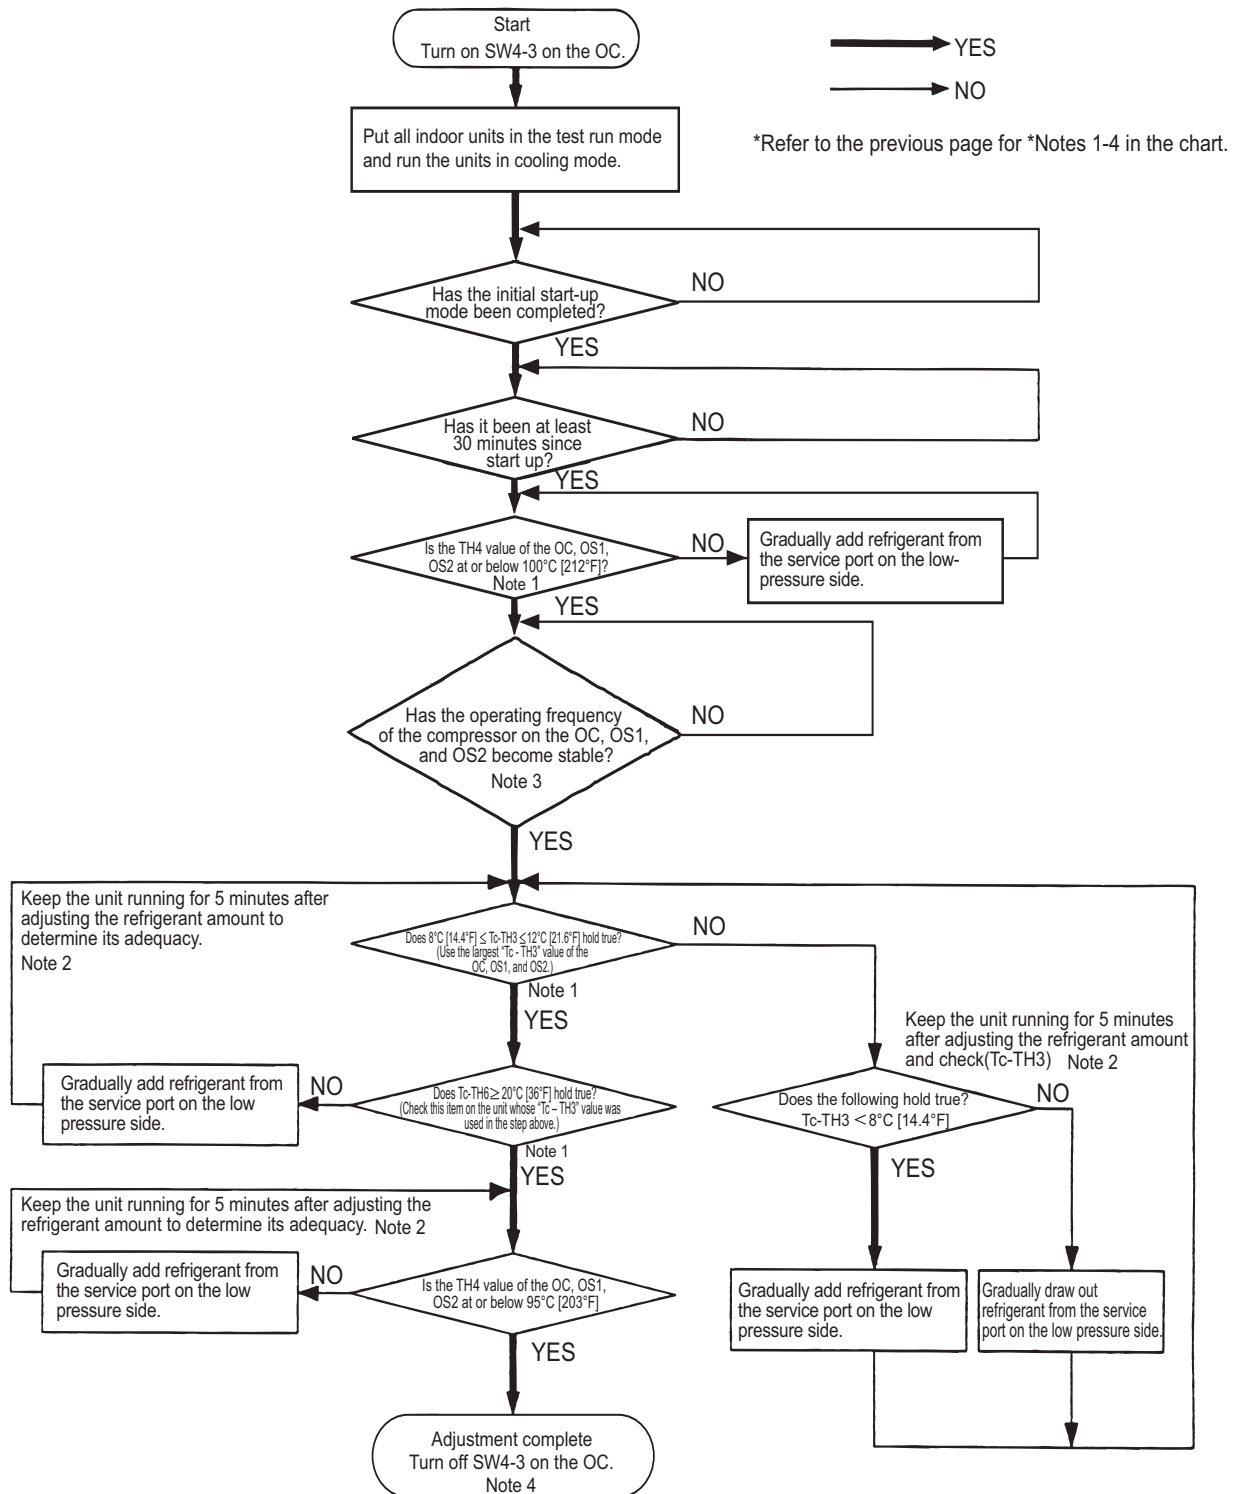 Start
Turn on SW4-3 on the OC.
YES
NO
*Refer to the previous page for *Notes 1-4 in the chart.
Put all indoor units in the test run mode
and run the units in cooling mode.
Has the initial start-up
mode been completed?
NO
YES
Has it been at least
30 minutes since
start up?
NO
YES
Is the TH4 value of the OC, OS1,
OS2 at or below 100°C [212°F]?
Note 1
NO
Gradually add refrigerant from
the service port on the low-
pressure side.
YES
Has the operating frequency
of the compressor on the OC, OS1,
and OS2 become stable?
Note 3
NO
YES
Keep the unit running for 5 minutes after
adjusting the refrigerant amount to
determine its adequacy.
Note 2
Does 8°C [14.4°F] ≤ Tc-TH3 ≤12°C [21.6°F] hold true?
(Use the largest “Tc - TH3” value of the
OC, OS1, and OS2.)
Note 1
NO
YES
Keep the unit running for 5 minutes
after adjusting the refrigerant amount
and check(Tc-TH3) Note 2
Gradually add refrigerant from
the service port on the low
pressure side.
NO
Does Tc-TH6 ≥ 20°C [36°F] hold true?
(Check this item on the unit whose “Tc – TH3” value was
used in the step above.)
Note 1
YES
Does the following hold true?
Tc-TH3 <8°C [14.4°F]
NO
YES
Keep the unit running for 5 minutes after adjusting the
refrigerant amount to determine its adequacy. Note 2
Gradually add refrigerant from
the service port on the low
pressure side.
NO
Is the TH4 value of the OC, OS1,
OS2 at or below 95°C [203°F]
YES
Gradually add refrigerant from
the service port on the low
pressure side.
Gradually draw out
refrigerant from the service
port on the low pressure side.
Adjustment complete
Turn off SW4-3 on the OC.
Note 4